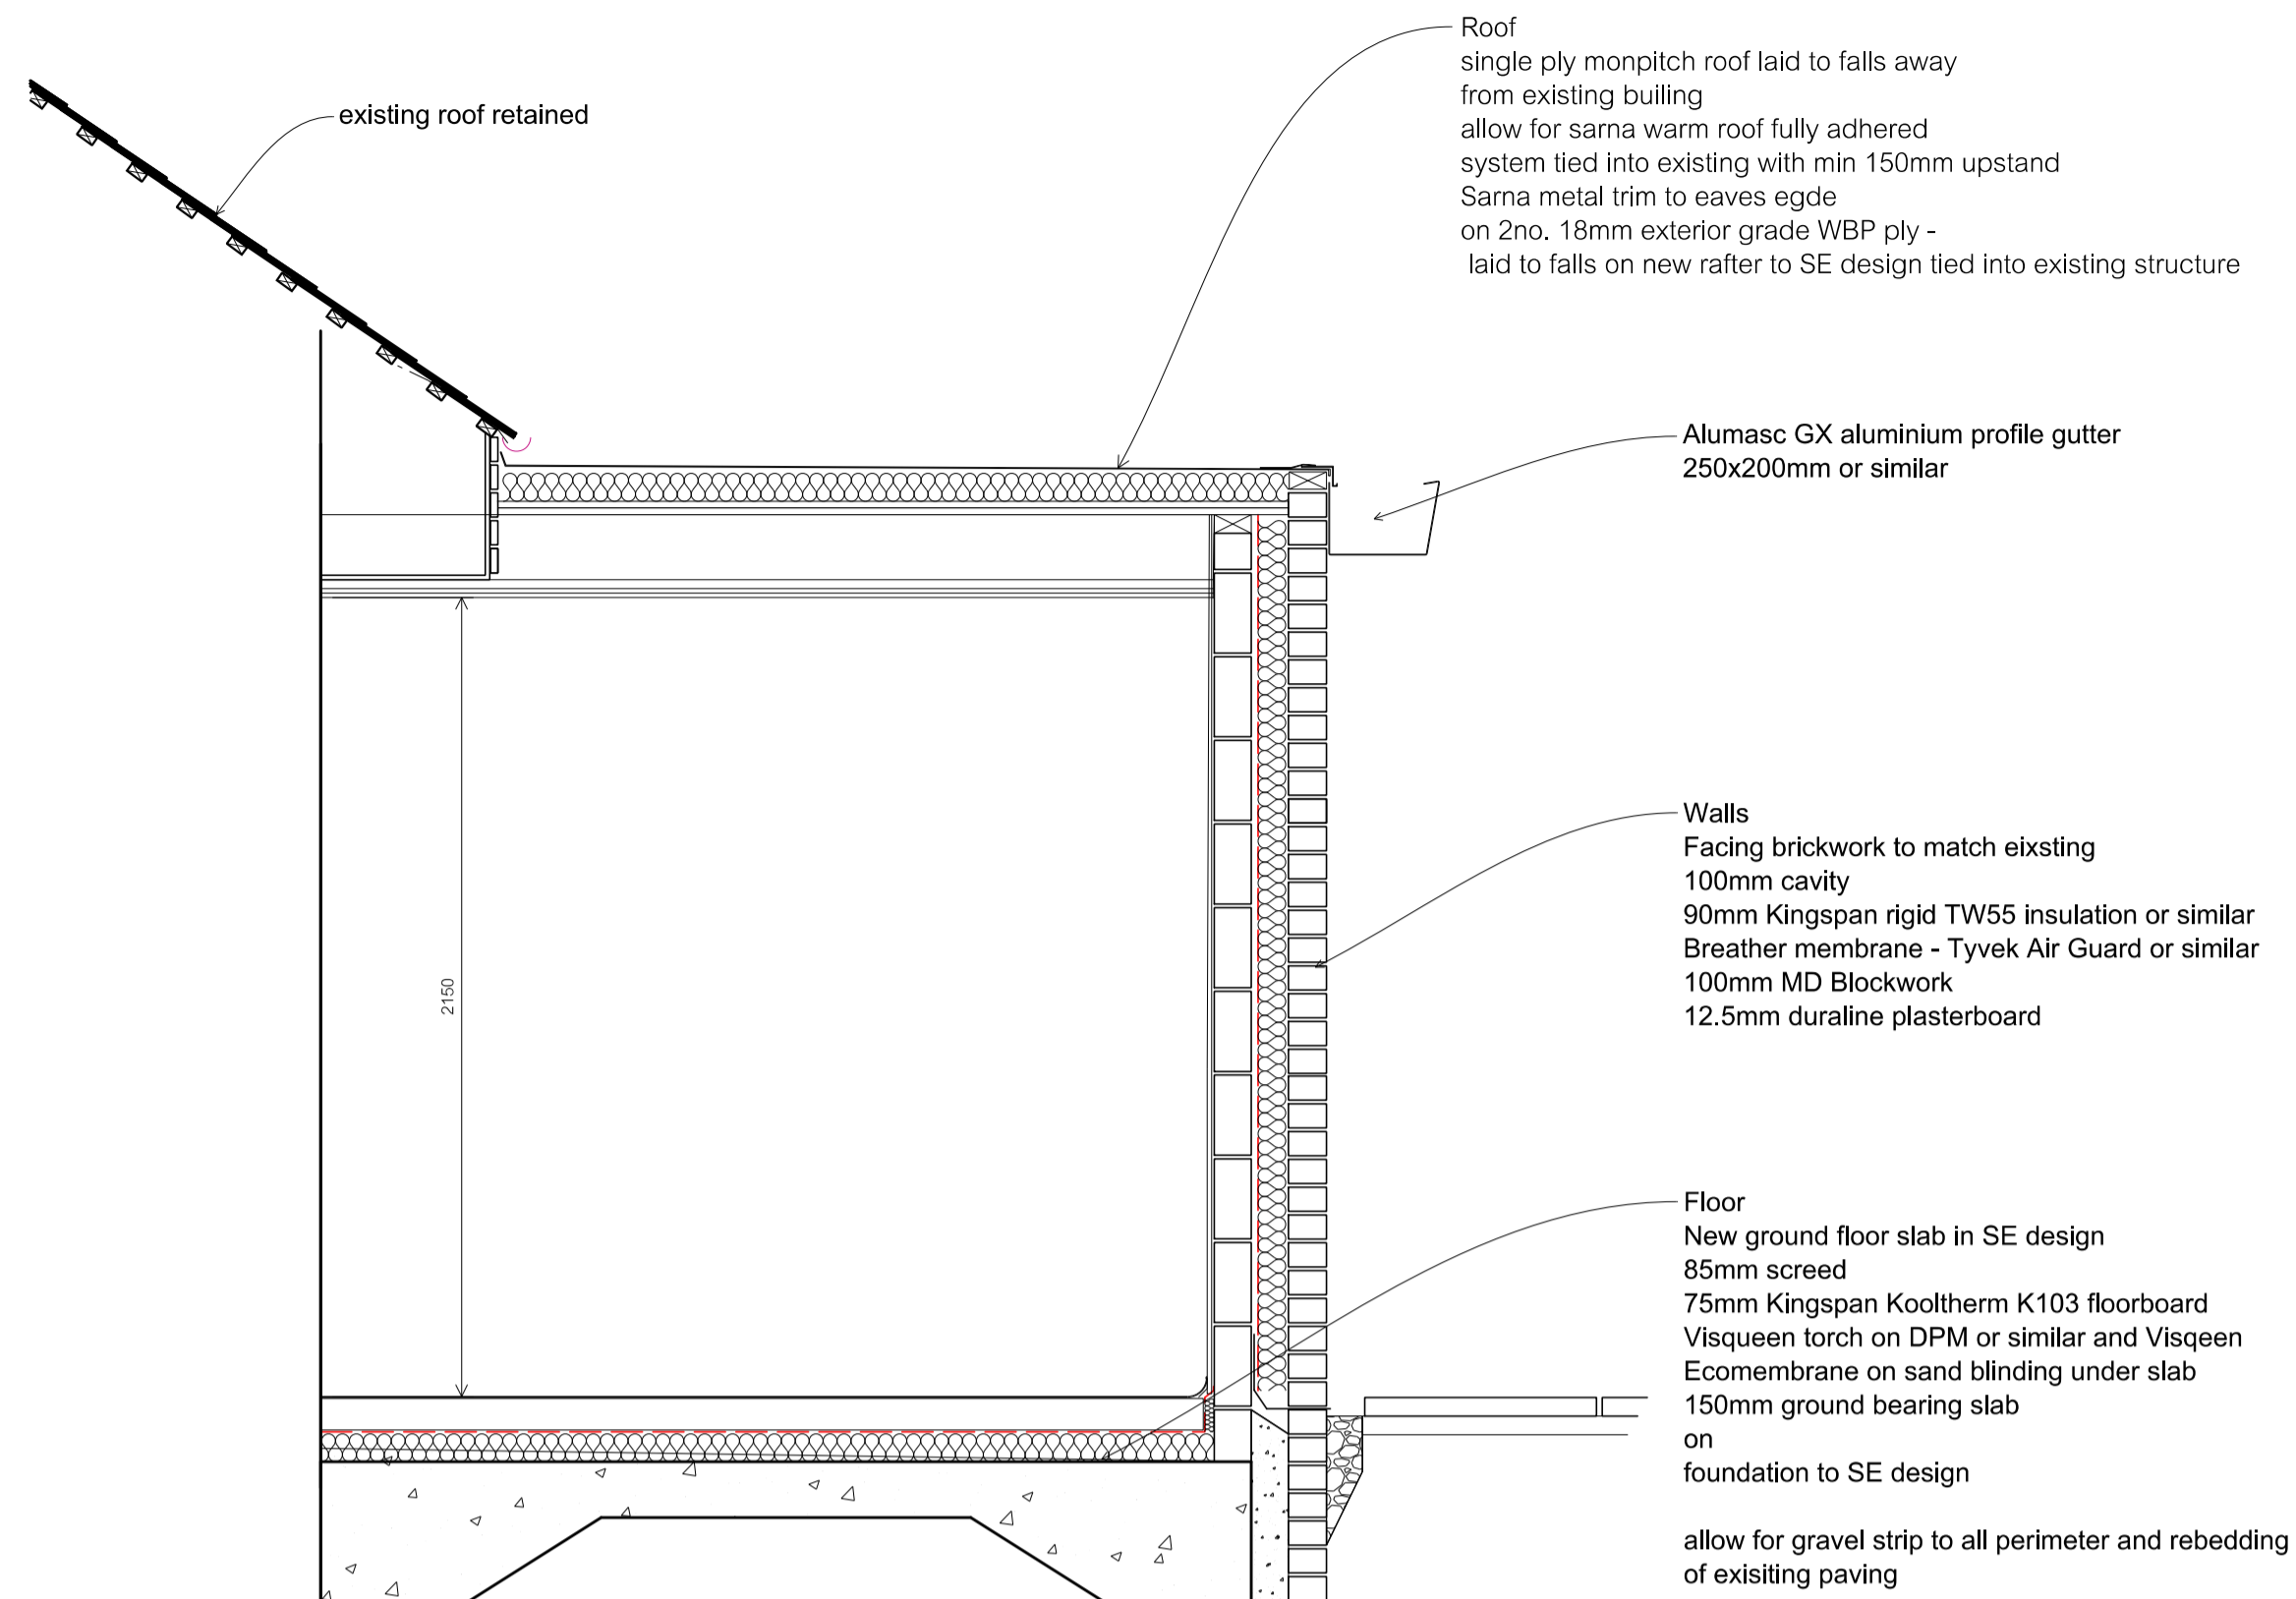 Roof
single ply monpitch roof laid to falls away
from existing builing
allow for sarna warm roof fully adhered
system tied into existing with min 150mm upstand
Sarna metal trim to eaves egde
on 2no. 18mm exterior grade WBP ply -
laid to falls on new rafter to SE design tied into existing structure
existing roof retained
Alumasc GX aluminium profile gutter
250x200mm or similar
Walls
Facing brickwork to match eixsting
100mm cavity
90mm Kingspan rigid TW55 insulation or similar
Breather membrane - Tyvek Air Guard or similar
100mm MD Blockwork
12.5mm duraline plasterboard
2150
Floor
New ground floor slab in SE design
85mm screed
75mm Kingspan Kooltherm K103 floorboard
Visqueen torch on DPM or similar and Visqeen
Ecomembrane on sand blinding under slab
150mm ground bearing slab
on
foundation to SE design
allow for gravel strip to all perimeter and rebedding
of exisiting paving